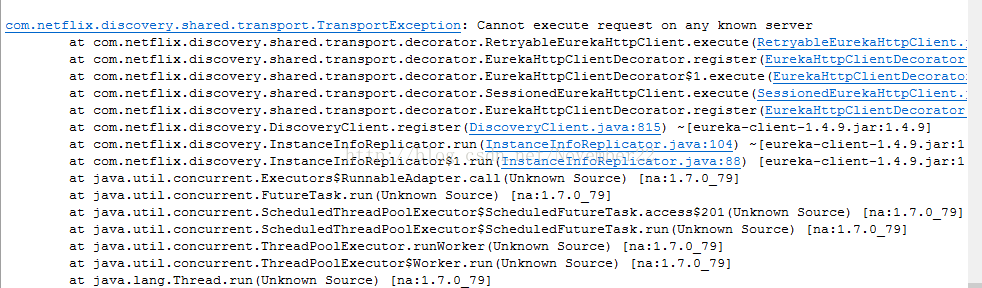 com.netflix.discovery.shared.transport.TransportException: Cannot execute request on any known server
at com.netflix.discovery.shared.transport.decorator.RetryableEurekaHttpClient.execute(RetryableEurekaHttpClient.j
at com.netflix.discovery.shared.transport.decorator.EurekaHttpClientDecorator.register(EurekaHttpClientDecorator.
at com.netflix.discovery.shared.transport.decorator.EurekaHttpClientDecorator$1.execute(EurekaHttpClientDecorato
at com.netflix.discovery.shared.transport.decorator.SessionedEurekaHttpClient.execute(SessionedEurekaHttpClient.j
at com.netflix.discovery.shared.transport.decorator.EurekaHttpClientDecorator.register(EurekaHttpClientDecorator.
at com.netflix.discovery.DiscoveryClient.register(DiscoveryClient.java:815) ~[eureka-client-1.4.9.jar:1.4.9]
at com.netflix.discovery.InstanceInfoReplicator.run(InstanceInfoReplicator.java:104) ~[eureka-client-1.4.9.jar:1
at com.netflix.discovery.InstanceInfoReplicator$1.run(InstanceInfoReplicator.java:88) [eureka-client-1.4.9.jar:1.
at java.util.concurrent.Executors$RunnableAdapter.call(Unknown Source) [na:1.7.0_79]
at java.util.concurrent.FutureTask.run(Unknown Source) [na:1.7.0_79]
at java.util.concurrent.ScheduledThreadPoolExecutor$ScheduledFutureTask.access$201(Unknown Source) [na:1.7.0_79]
at java.util.concurrent.ScheduledThreadPoolExecutor$ScheduledFutureTask.run(Unknown Source) [na:1.7.0_79]
at java.util.concurrent.ThreadPoolExecutor.runWorker(Unknown Source) [na:1.7.0_79]
at java.util.concurrent.ThreadPoolExecutor$Worker.run(Unknown Source) [na:1.7.0_79]
at java.lang.Thread.run(Unknown Source) [na:1.7.0_79]